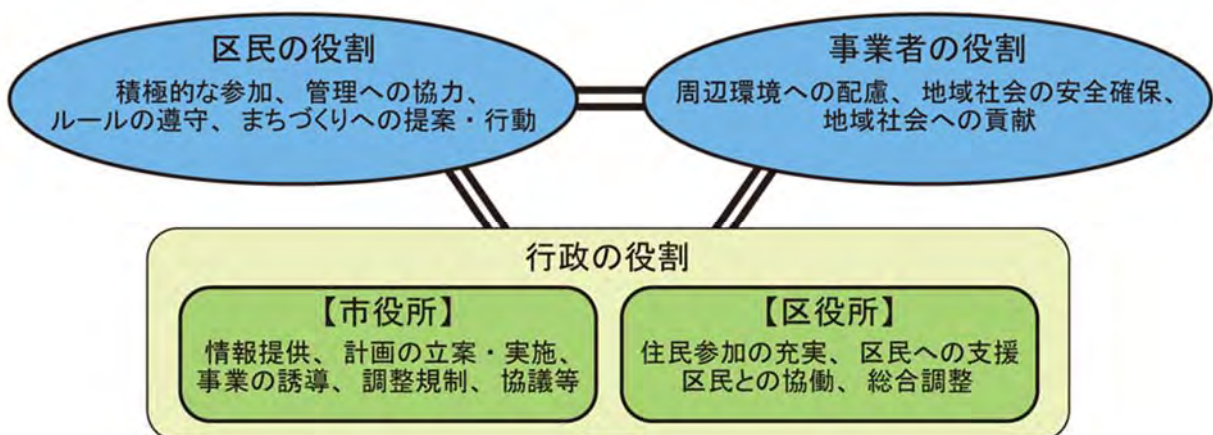 区民の役割
積極的な参加、管理への協力、
ルールの遵守、まちづくりへの提案・行動
事業者の役割
周辺環境への配慮、地域社会の安全確保、
地域社会への貢献
行政の役割
【市役所】
情報提供、計画の立案・実施、
事業の誘導、調整規制、協議等
【区役所】
住民参加の充実、区民への支援
区民との協働、総合調整